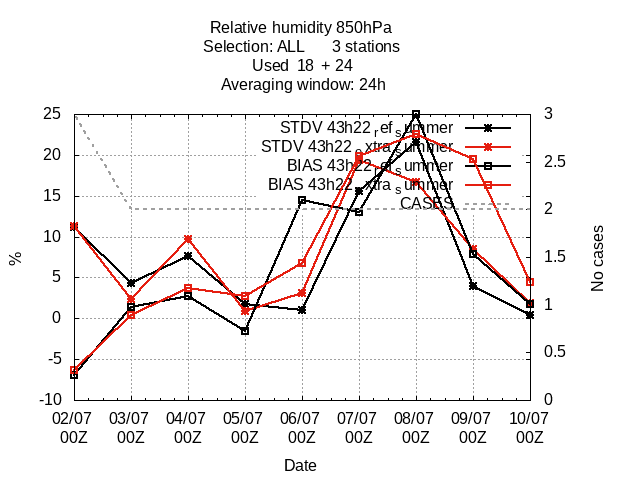 Relative humidity 850hPa
Selection: ALL 3 stations
Used 18 + 24
Averaging window: 24h
25 3
STDV 43h22_ref_summer
STDV 43h22_extra_summer
20 2.5
BIAS 43h22_ref_summer
BIAS 43h22_extra_summer
15 2
CASES
10 1.5
% No cases
5 1
0 0.5
-5 0
-10
02/07 03/07 04/07 05/07 06/07 07/07 08/07 09/07 10/07
00Z 00Z 00Z 00Z 00Z 00Z 00Z 00Z 00Z
Date